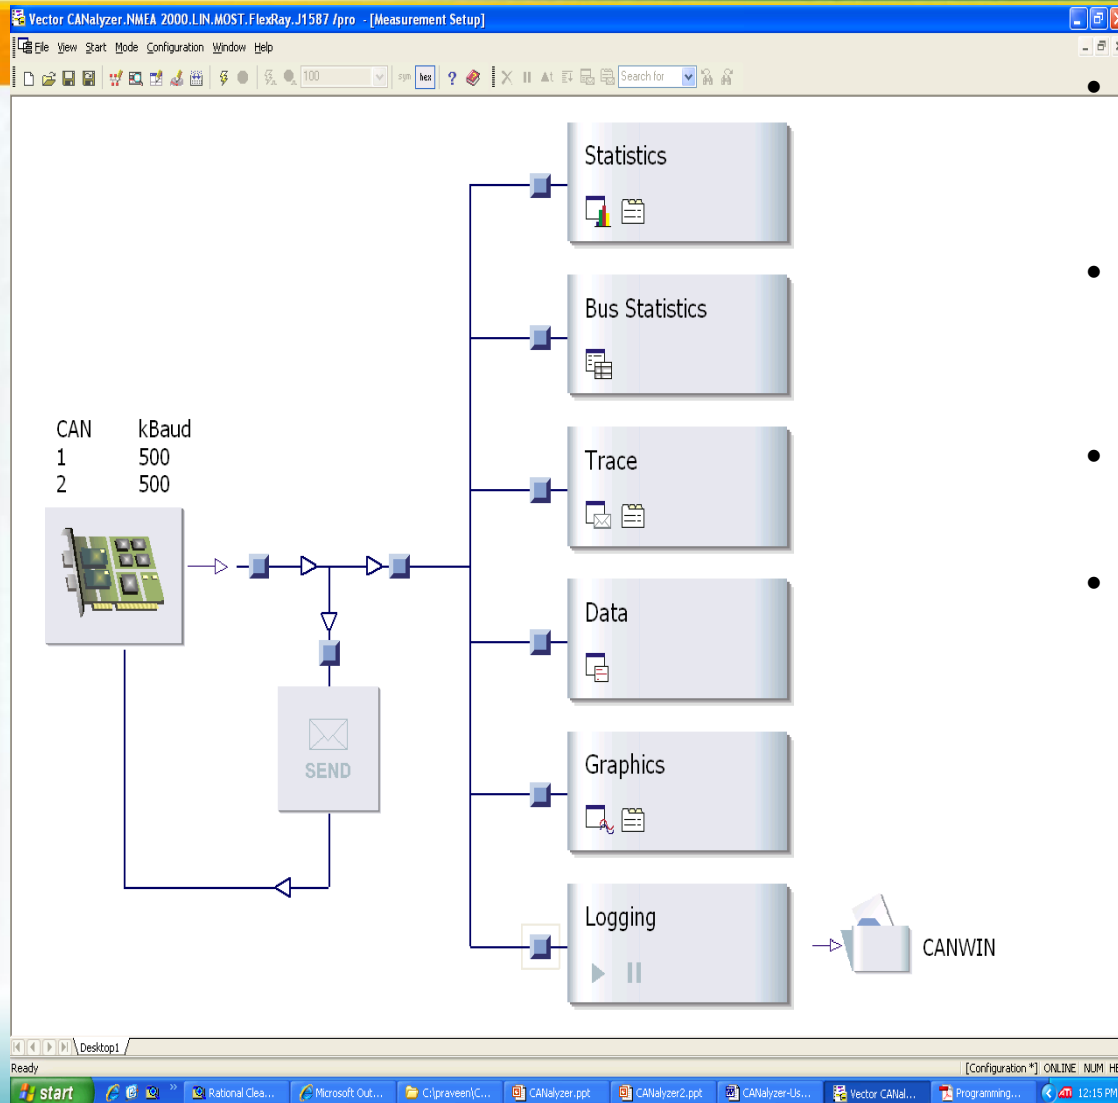 Vector CANalyzer.NMEA 2000.LIN.MOST.FlexRay.J1587 /pro - [Measurement Setup]
File View Start Mode Configuration Window Help
100 sym hex ? Search for
Statistics
Bus Statistics
CAN kBaud
1 500
2 500
Trace
Data
SEND
Graphics
Logging
CANWIN
Desktop1
Ready [Configuration *] ONLINE NUM
start Rational Clea... Microsoft Out... C:\praveen\C... CANalyzer.ppt CANalyzer2.ppt CANalyzer-Us... Vector CANal... Programming... 12:15 PM